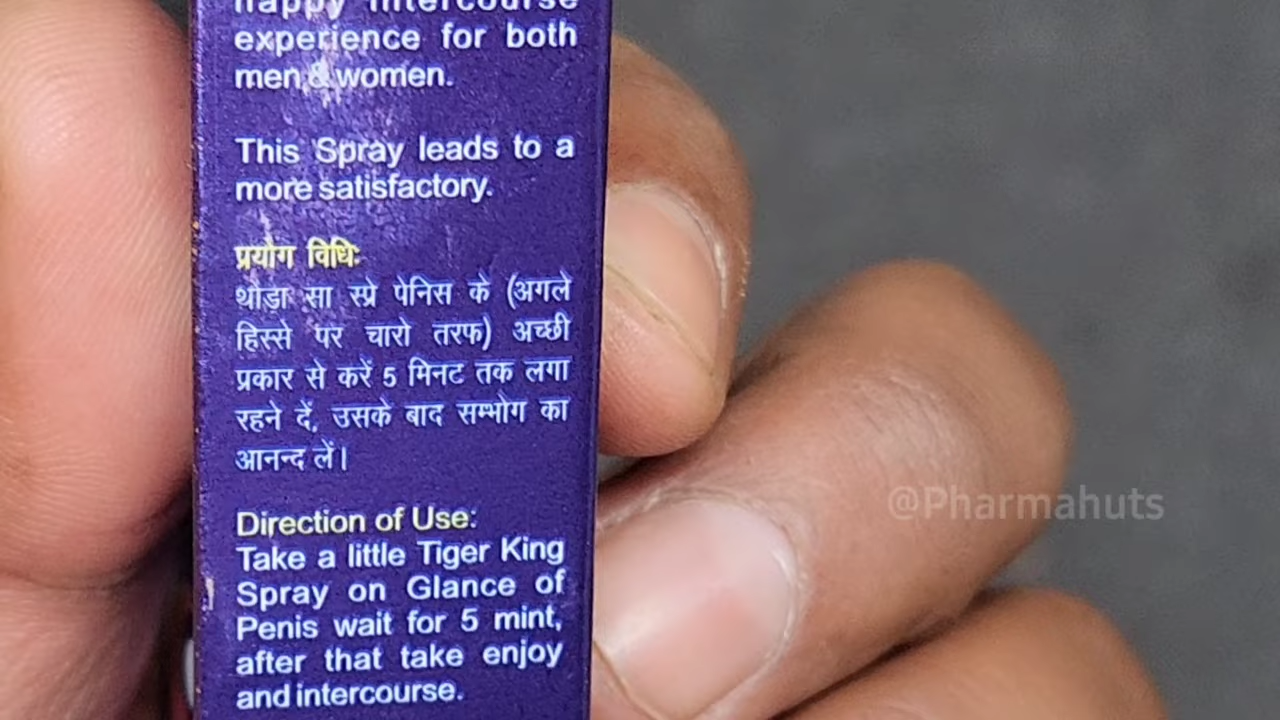 happy intercourse
experience for both
men & women.
This Spray leads to a
more satisfactory.
प्रयोग विधिः
थोडा सा स्प्रे पेनिस के (अगले
हिस्से पर चारो तरफ) अच्छी
प्रकार से करें 5 मिनट तक लगा
रहने दें, उसके बाद सम्भोग का
आनन्द लें।
Direction of Use:
Take a little Tiger King
Spray on Glance of
Penis wait for 5 mint,
after that take enjoy
and intercourse.
@Pharmahuts